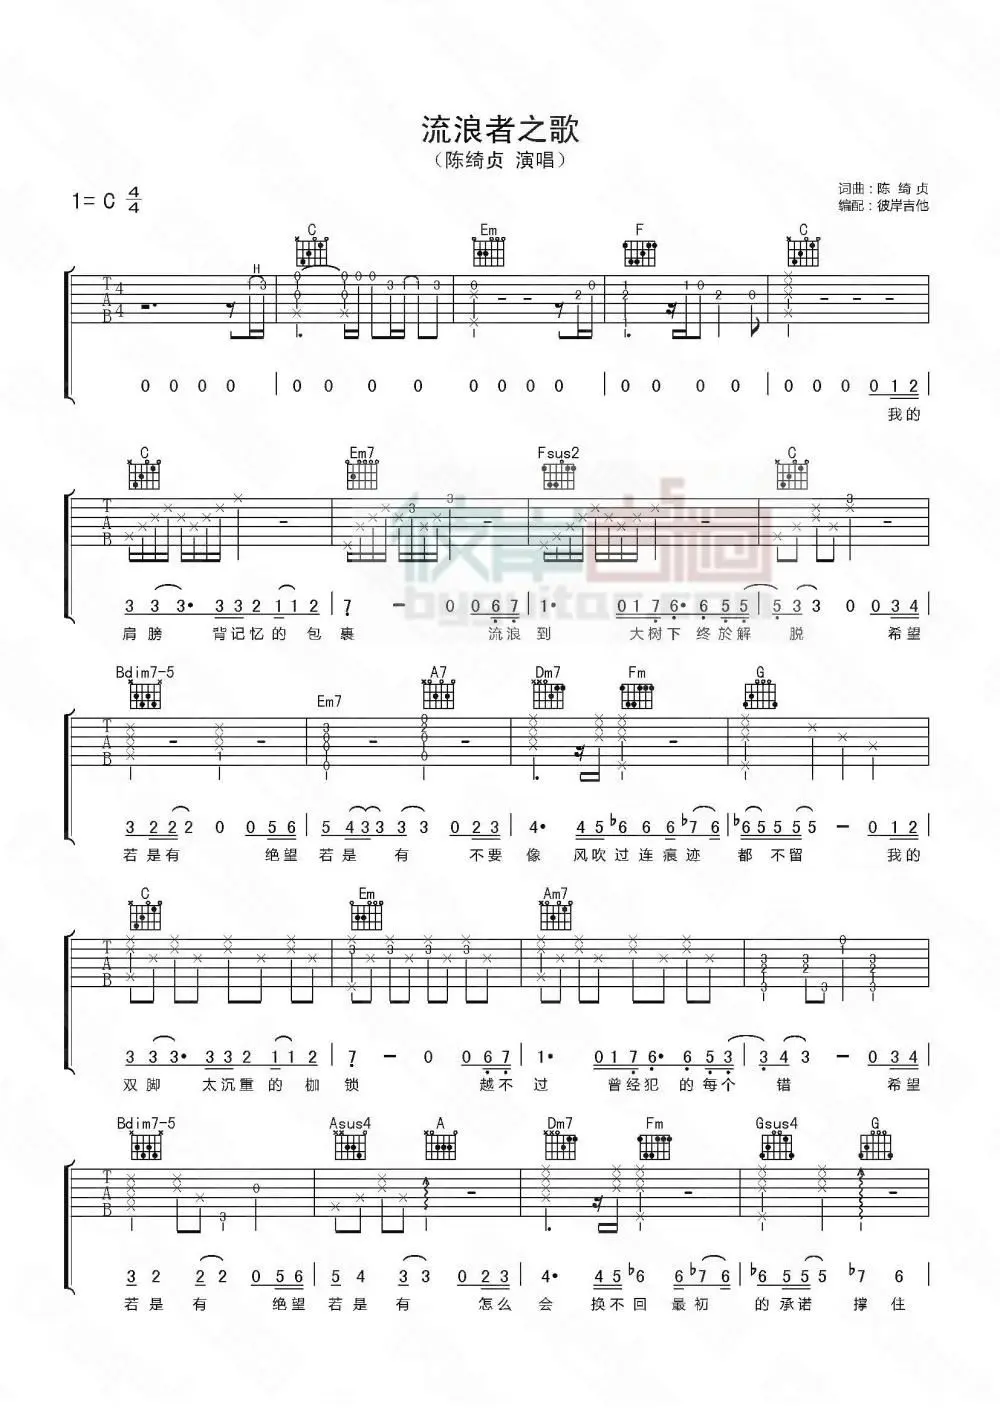 流浪者之歌
(陈绮贞 演唱)
1= C 4/4
词曲：陈 绮 贞
编配：彼岸吉他
C Em F C
H
T A B 4 4
0 0 0 0 | 0 0 0 0 | 0 0 0 0 | 0 0 0 0 | 0 0 0 0 1 2
我的
C Em7 Fsus2 C
T A B
3 3 3· 3 3 2 1 1 2 | 7 - 0 0 6 7 | 1· 0 1 7 6· 6 5 5 | 5 3 3 0 0 3 4
肩膀 背记忆的 包裹 流浪到 大树下 终於解 脱 希望
Bdim7-5 Em7 A7 Dm7 Fm G
T A B
3 2 2 2 0 0 5 6 | 5 4 3 3 3 3 0 2 3 | 4· 4 5 ♭6 6 6 ♭7 6 | ♭6 5 5 5 5 5 - 0 1 2
若是有 绝望 若是 有 不要 像 风吹过连痕迹 都 不留 我的
C Em Am7
T A B
3 3 3· 3 3 2 1 1 2 | 7 - 0 0 6 7 | 1· 0 1 7 6· 6 5 3 | 3 4 3 - 0 3 4
双脚 太沉重的 枷 锁 越不 过 曾经犯 的每个 错 希望
Bdim7-5 Asus4 A Dm7 Fm Gsus4 G
T A B
3 2 2 2 0 5 6 | 5 4 3 3 0 2 3 | 4· 4 5 ♭6 6 ♭7 6 | ♭6 5 5 5 ♭7 6
若是 有 绝望 若是 有 怎么 会 换不回 最初 的承诺 撑住
byguitar.com